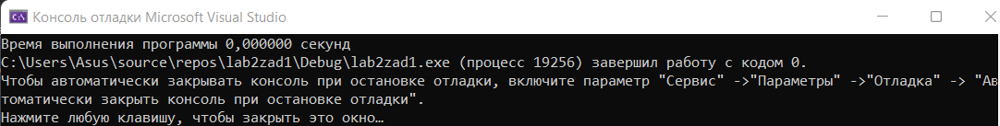 Консоль отладки Microsoft Visual Studio
Время выполнения программы 0,000000 секунд
C:\Users\Asus\source\repos\lab2zad1\Debug\lab2zad1.exe (процесс 19256) завершил работу с кодом 0.
Чтобы автоматически закрывать консоль при остановке отладки, включите параметр "Сервис" ->"Параметры" ->"Отладка" -> "Ав
томатически закрыть консоль при остановке отладки".
Нажмите любую клавишу, чтобы закрыть это окно…